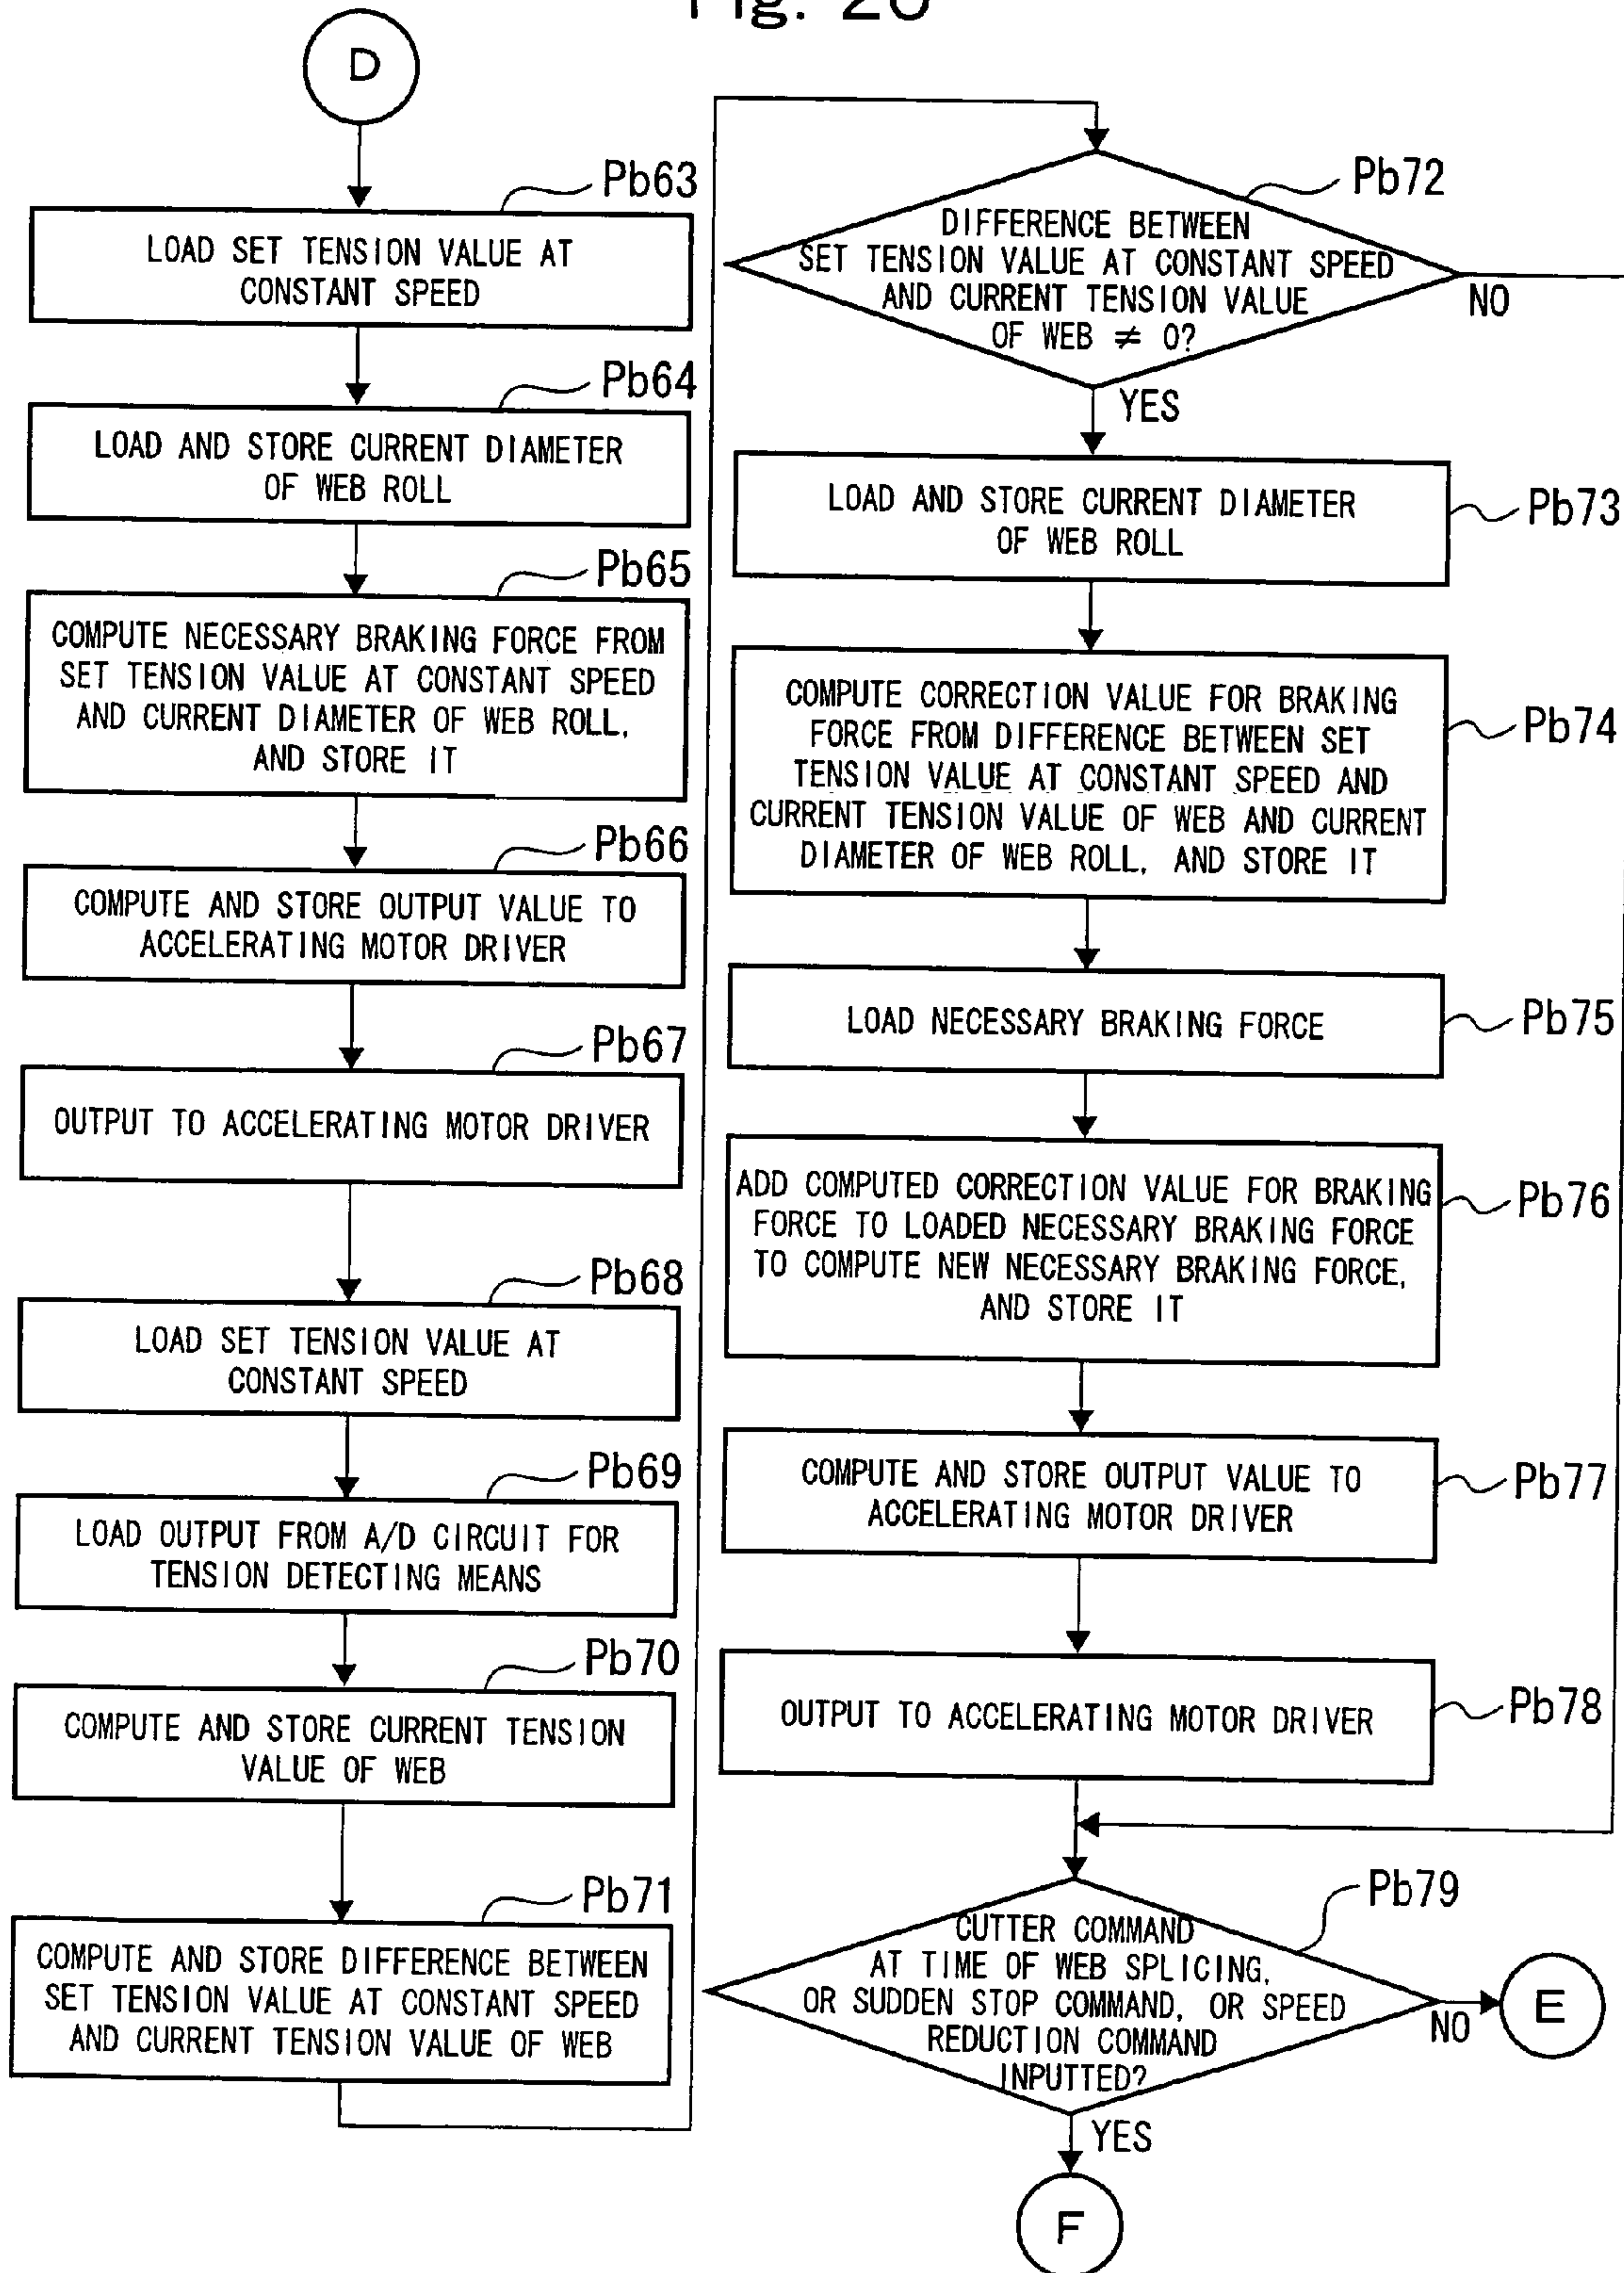 Fig. 20
D
Pb63
LOAD SET TENSION VALUE AT
CONSTANT SPEED
Pb64
LOAD AND STORE CURRENT DIAMETER
OF WEB ROLL
Pb65
COMPUTE NECESSARY BRAKING FORCE FROM
SET TENSION VALUE AT CONSTANT SPEED
AND CURRENT DIAMETER OF WEB ROLL,
AND STORE IT
Pb66
COMPUTE AND STORE OUTPUT VALUE TO
ACCELERATING MOTOR DRIVER
Pb67
OUTPUT TO ACCELERATING MOTOR DRIVER
Pb68
LOAD SET TENSION VALUE AT
CONSTANT SPEED
Pb69
LOAD OUTPUT FROM A/D CIRCUIT FOR
TENSION DETECTING MEANS
Pb70
COMPUTE AND STORE CURRENT TENSION
VALUE OF WEB
Pb71
COMPUTE AND STORE DIFFERENCE BETWEEN
SET TENSION VALUE AT CONSTANT SPEED
AND CURRENT TENSION VALUE OF WEB
Pb72
DIFFERENCE BETWEEN
SET TENSION VALUE AT CONSTANT SPEED
AND CURRENT TENSION VALUE
OF WEB ≠ 0?
NO
YES
Pb73
LOAD AND STORE CURRENT DIAMETER
OF WEB ROLL
Pb74
COMPUTE CORRECTION VALUE FOR BRAKING
FORCE FROM DIFFERENCE BETWEEN SET
TENSION VALUE AT CONSTANT SPEED AND
CURRENT TENSION VALUE OF WEB AND CURRENT
DIAMETER OF WEB ROLL, AND STORE IT
Pb75
LOAD NECESSARY BRAKING FORCE
Pb76
ADD COMPUTED CORRECTION VALUE FOR BRAKING
FORCE TO LOADED NECESSARY BRAKING FORCE
TO COMPUTE NEW NECESSARY BRAKING FORCE,
AND STORE IT
Pb77
COMPUTE AND STORE OUTPUT VALUE TO
ACCELERATING MOTOR DRIVER
Pb78
OUTPUT TO ACCELERATING MOTOR DRIVER
Pb79
CUTTER COMMAND
AT TIME OF WEB SPLICING,
OR SUDDEN STOP COMMAND, OR SPEED
REDUCTION COMMAND
INPUTTED?
NO
E
YES
F